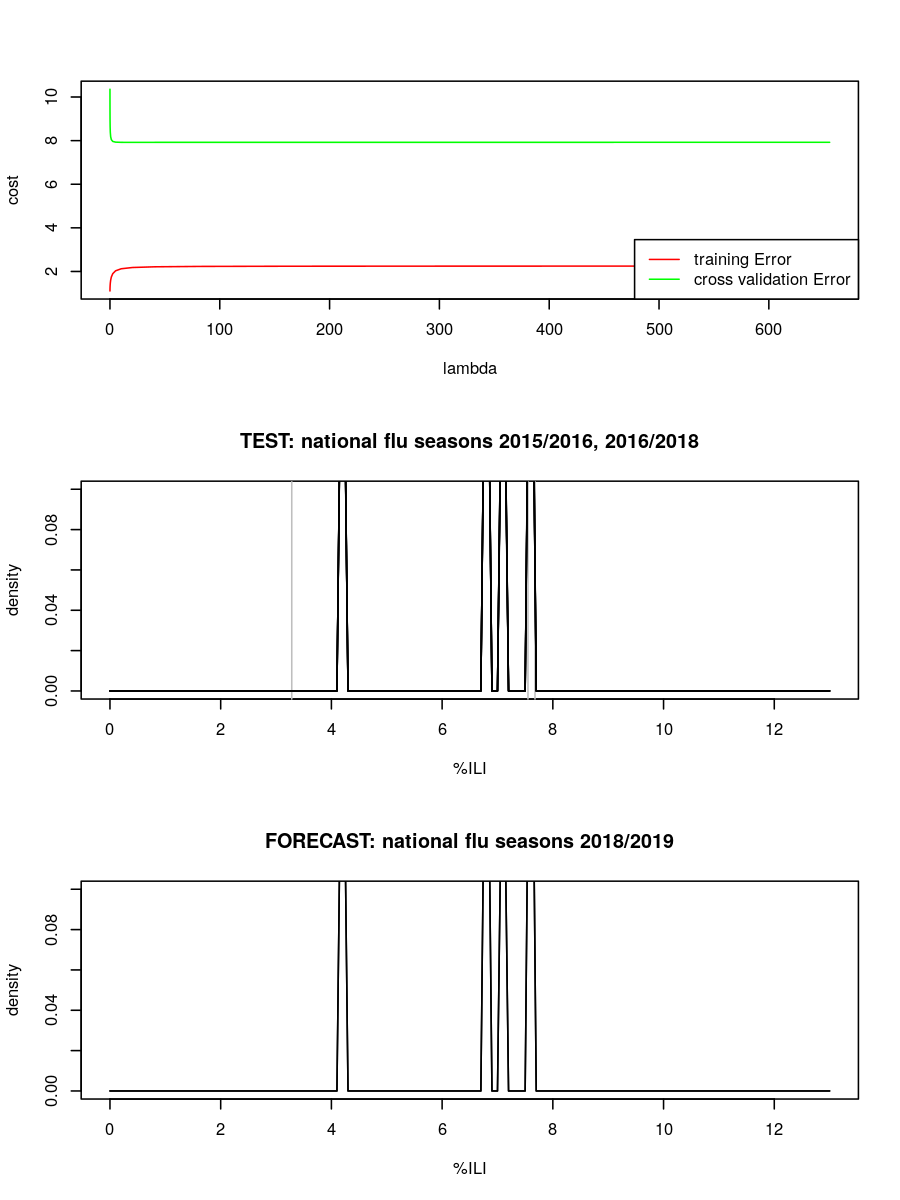 10
8
6
4
2
cost
training Error
cross validation Error
0 100 200 300 400 500 600
lambda
TEST: national flu seasons 2015/2016, 2016/2018
0.08
0.04
0.00
density
0 2 4 6 8 10 12
%ILI
FORECAST: national flu seasons 2018/2019
0.08
0.04
0.00
density
0 2 4 6 8 10 12
%ILI